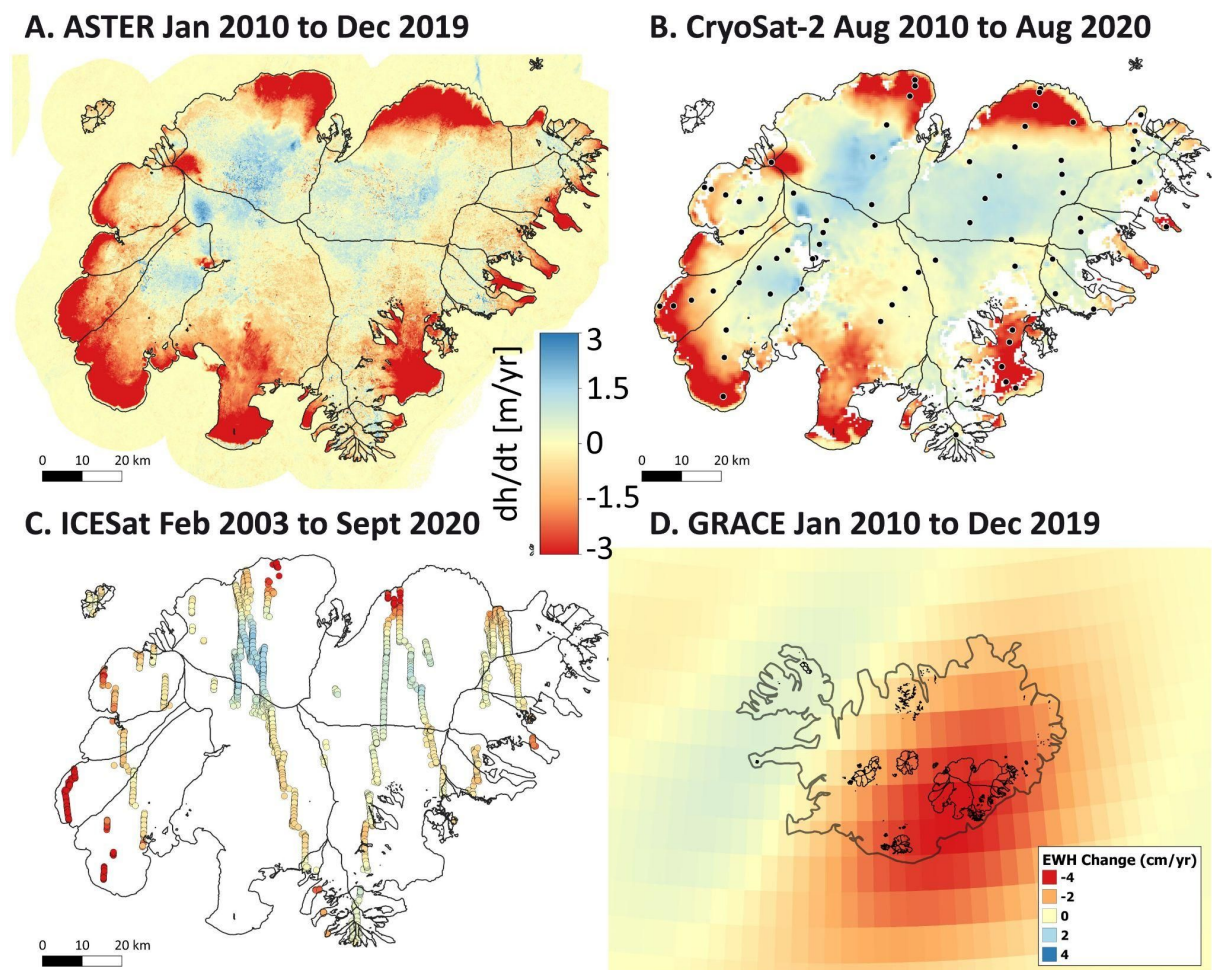 A. ASTER Jan 2010 to Dec 2019
B. CryoSat-2 Aug 2010 to Aug 2020
0 10 20 km
dh/dt [m/yr]
3
1.5
0
-1.5
-3
0 10 20 km
C. ICESat Feb 2003 to Sept 2020
D. GRACE Jan 2010 to Dec 2019
0 10 20 km
EWH Change (cm/yr)
-4
-2
0
2
4